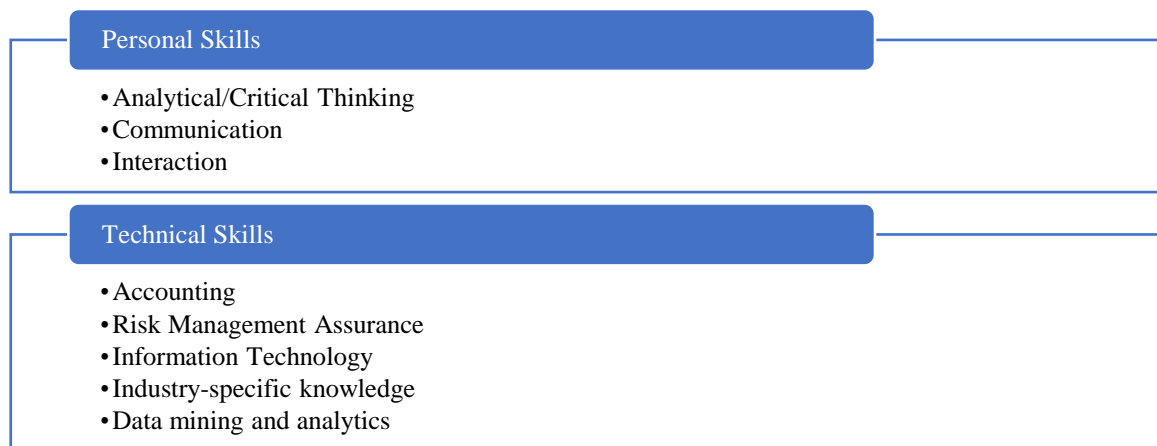 Personal Skills
•Analytical/Critical Thinking
•Communication
•Interaction
Technical Skills
•Accounting
•Risk Management Assurance
•Information Technology
•Industry-specific knowledge
•Data mining and analytics